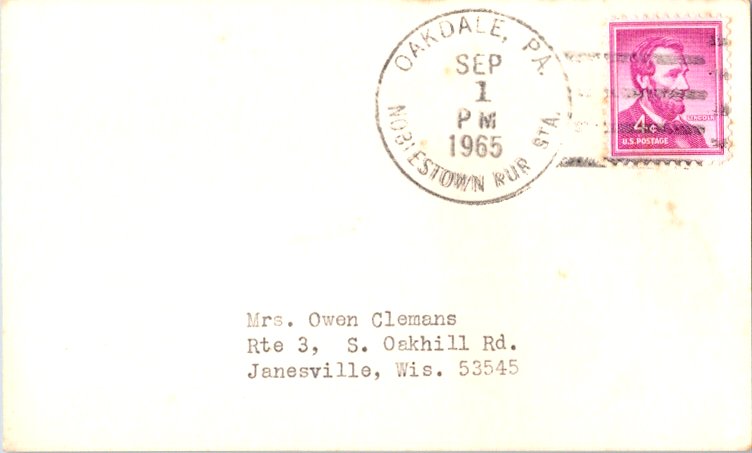 OAKDALE, PA.
SEP
1
PM
1965
NOBLESTOWN RUR STA.
LINCOLN
4¢
U.S. POSTAGE
Mrs. Owen Clemans
Rte 3, S. Oakhill Rd.
Janesville, Wis. 53545